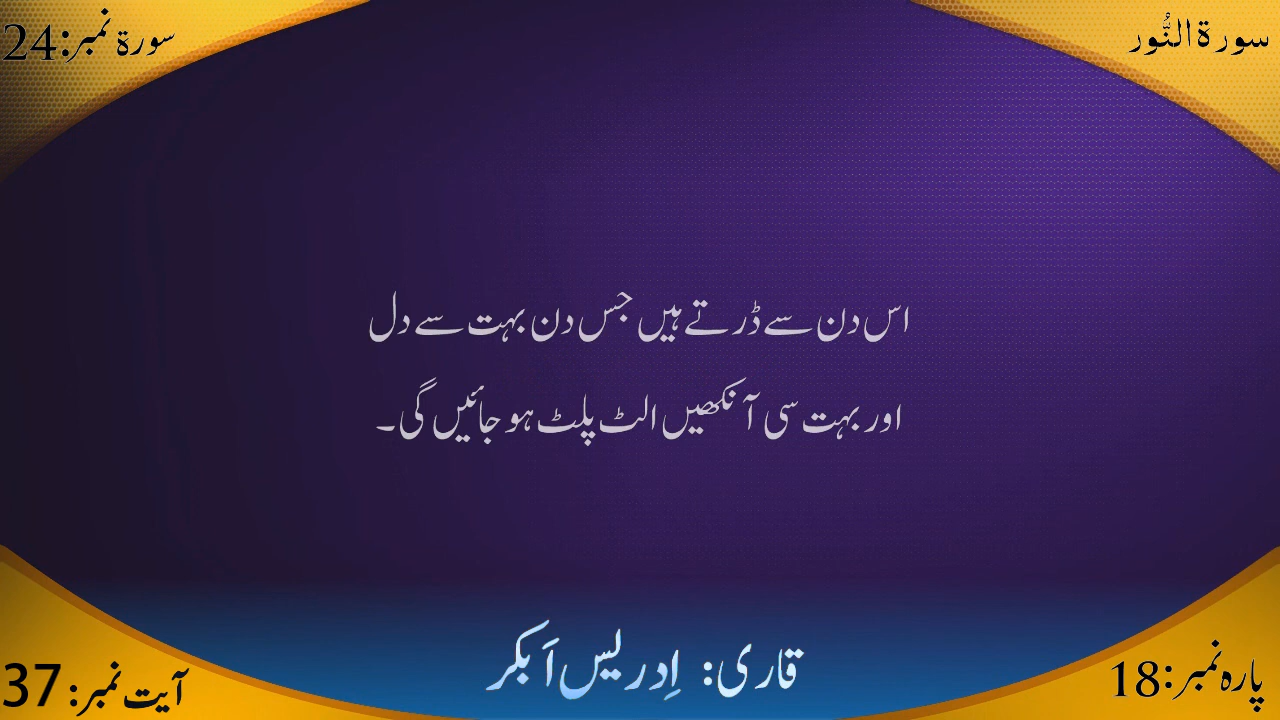 سورۃ النُّور
سورۃ نمبر:24
اس دن سے ڈرتے ہیں جس دن بہت سے دل
اور بہت سی آنکھیں الٹ پلٹ ہو جائیں گی۔
قاری: اِدریس اَبکر
پارہ نمبر:18
آیت نمبر: 37